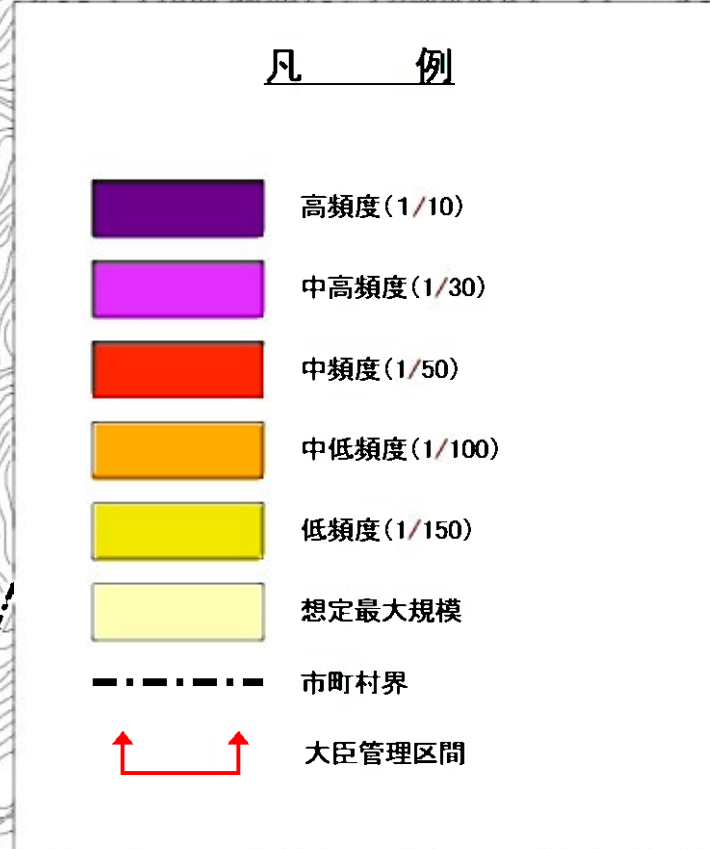 凡 例
高頻度(1/10)
中高頻度(1/30)
中頻度(1/50)
中低頻度(1/100)
低頻度(1/150)
想定最大規模
市町村界
大臣管理区間